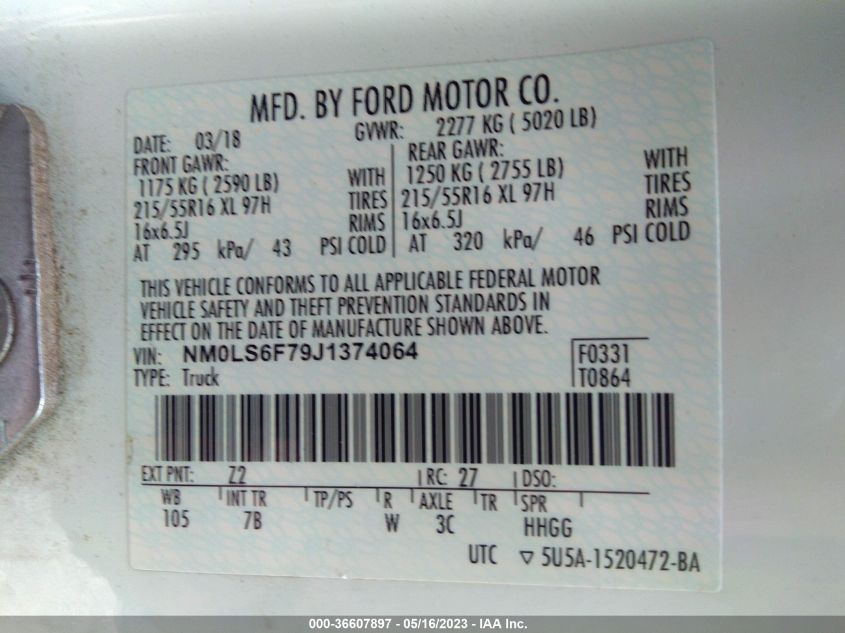 MFD. BY FORD MOTOR CO.
DATE: 03/18 GVWR: 2277 KG ( 5020 LB)
FRONT GAWR: REAR GAWR:
1175 KG ( 2590 LB) WITH 1250 KG ( 2755 LB) WITH
215/55R16 XL 97H TIRES 215/55R16 XL 97H TIRES
16x6.5J RIMS 16x6.5J RIMS
AT 295 kPa/ 43 PSI COLD AT 320 kPa/ 46 PSI COLD
THIS VEHICLE CONFORMS TO ALL APPLICABLE FEDERAL MOTOR
VEHICLE SAFETY AND THEFT PREVENTION STANDARDS IN
EFFECT ON THE DATE OF MANUFACTURE SHOWN ABOVE.
VIN: NM0LS6F79J1374064 F0331
TYPE: Truck T0864
EXT PNT: Z2 RC: 27 DSO:
WB INT TR TP/PS R AXLE TR SPR
105 7B W 3C HHGG
UTC ▽ 5U5A-1520472-BA
000-36607897 - 05/16/2023 - IAA Inc.